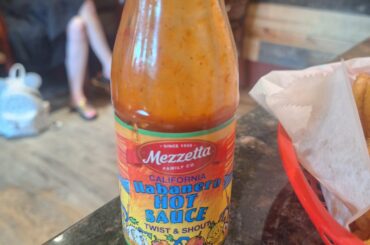 • SINCE 1935 •
Mezzetta
FAMILY CO.
CALIFORNIA
Habanero
HOT
SAUCE
TWIST & SHOUT